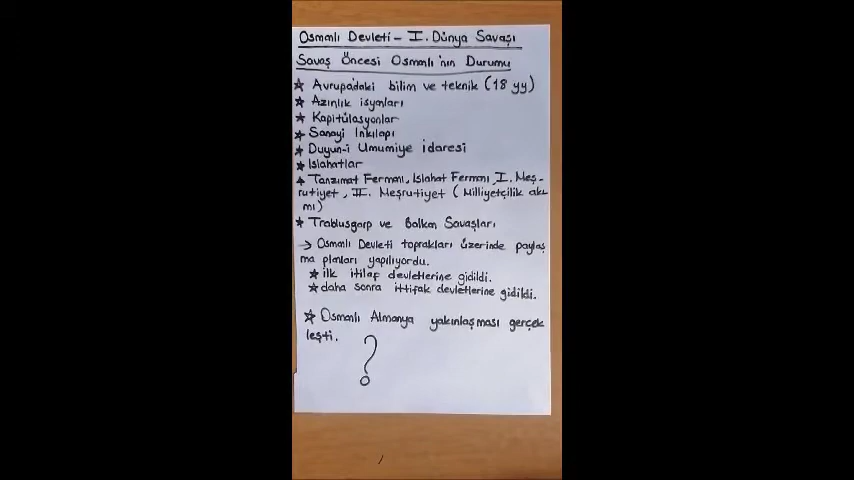 Osmanlı Devleti - I. Dünya Savaşı
Savaş Öncesi Osmanlı'nın Durumu
☆ Avrupa'daki bilim ve teknik (18 yy)
☆ Azınlık isyanları
☆ Kapitülasyonlar
☆ Sanayi İnkılapı
☆ Duyun-i Umumiye idaresi
☆ Islahatlar
☆ Tanzimat Fermanı, Islahat Fermanı, I. Meş-
rutiyet, II. Meşrutiyet (Milliyetçilik akı
mı)
☆ Trablusgarp ve Balkan Savaşları
→ Osmanlı Devleti toprakları üzerinde paylaş
ma planları yapılıyordu.
☆ ilk itilaf devletlerine gidildi.
☆ daha sonra ittifak devletlerine gidildi.
☆ Osmanlı Almanya yakınlaşması gerçek
leşti.
?